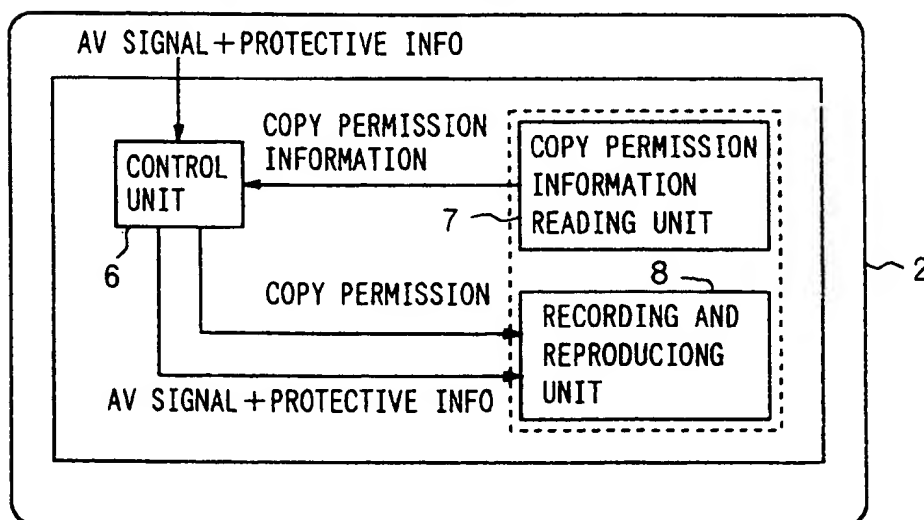 AV SIGNAL+PROTECTIVE INFO
COPY PERMISSION
INFORMATION
CONTROL
UNIT
6
COPY PERMISSION
INFORMATION
READING UNIT
7
2
8
COPY PERMISSION
RECORDING AND
REPRODUCIONG
UNIT
AV SIGNAL+PROTECTIVE INFO